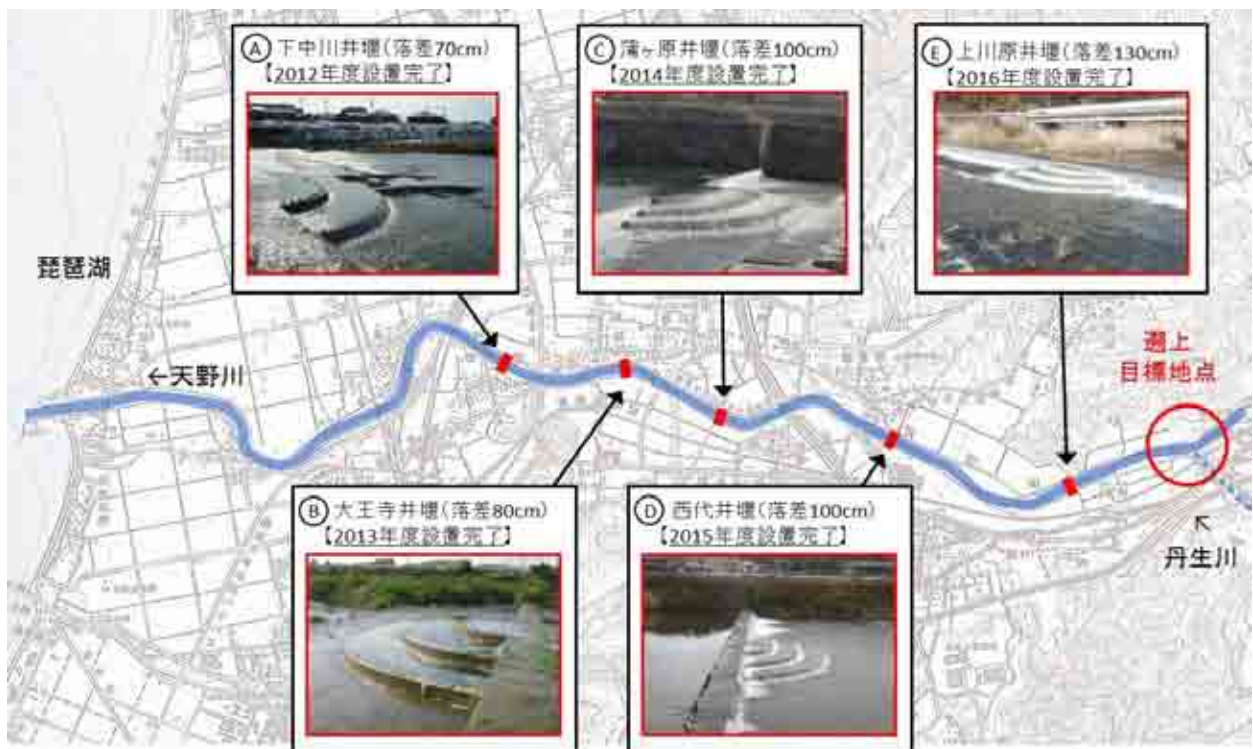 Ⓐ 下中川井堰(落差70cm)
【2012年度設置完了】
Ⓒ 蒲ヶ原井堰(落差100cm)
【2014年度設置完了】
Ⓔ 上川原井堰(落差130cm)
【2016年度設置完了】
琵琶湖
←天野川
遡上
目標地点
Ⓑ 大王寺井堰(落差80cm)
【2013年度設置完了】
Ⓓ 西代井堰(落差100cm)
【2015年度設置完了】
丹生川